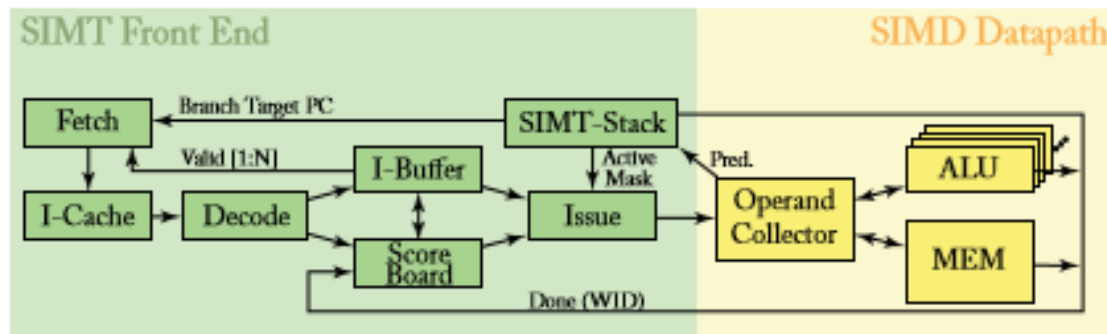 SIMT Front End
SIMD Datapath
Fetch
Branch Target PC
SIMT-Stack
Valid [1:N]
I-Buffer
Active
Mask
Pred.
ALU
I-Cache
Decode
Issue
Operand
Collector
Score
Board
MEM
Done (WID)